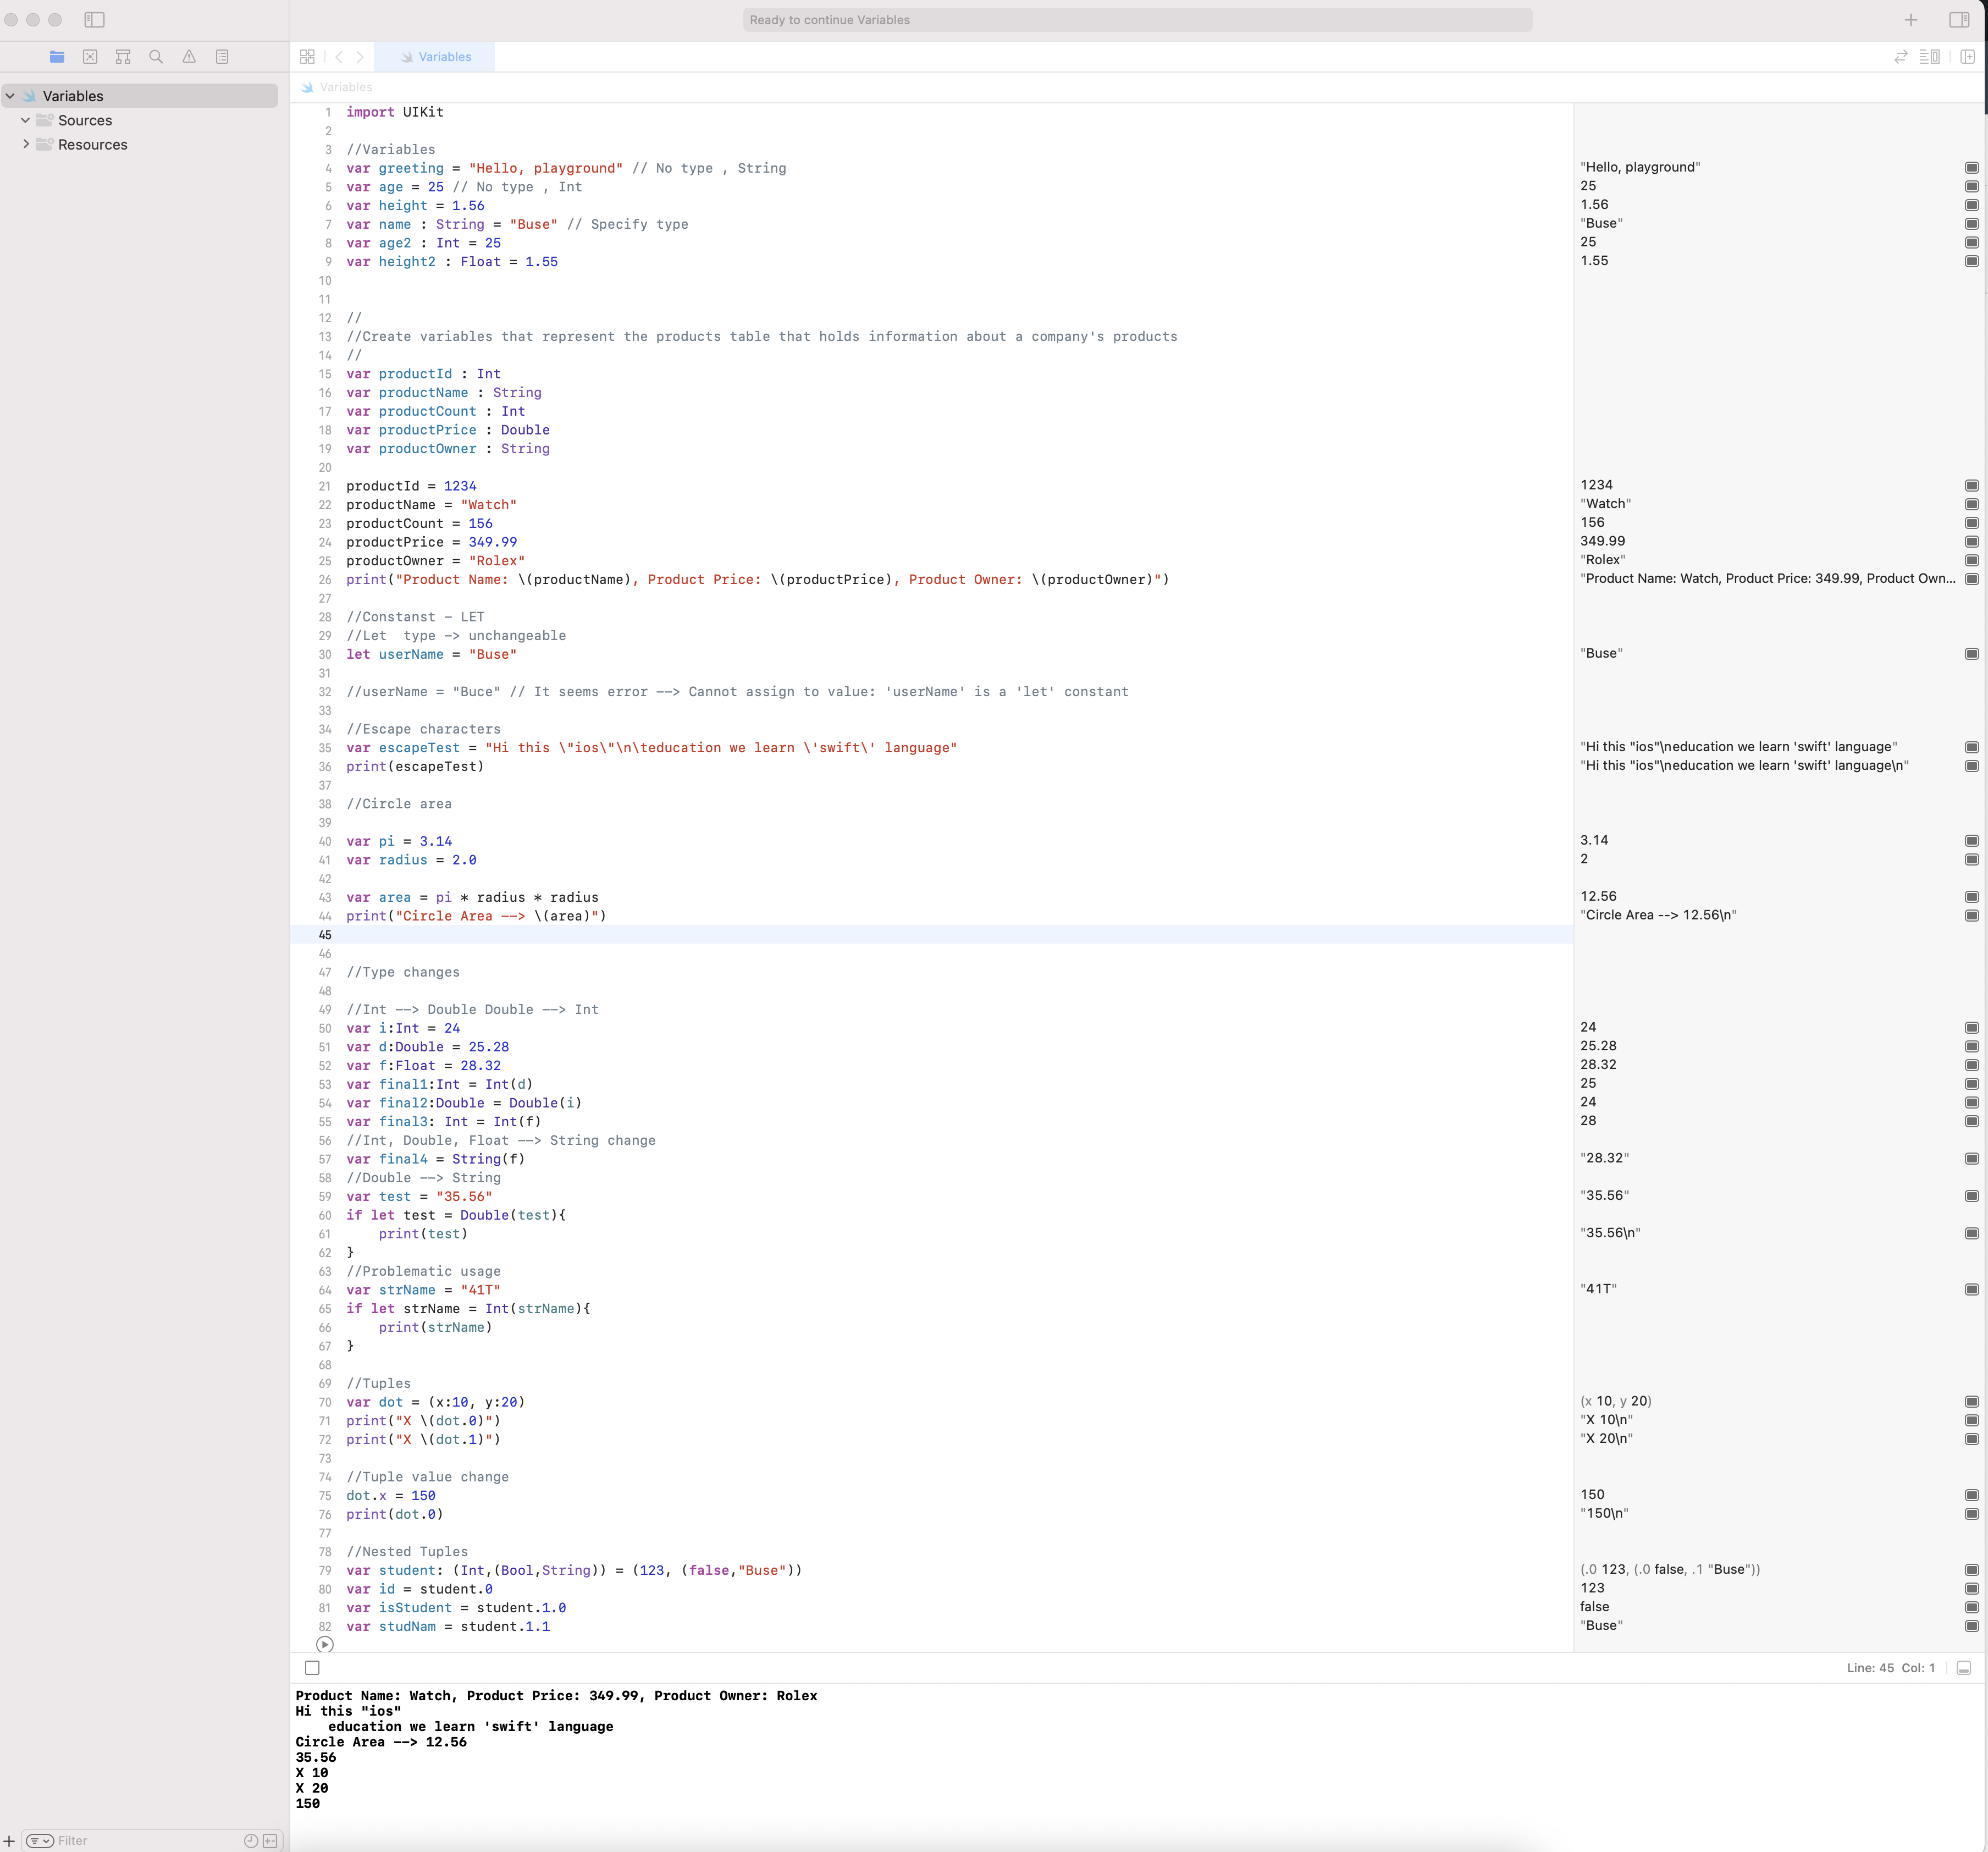 Ready to continue Variables
Variables
Variables
Variables
Sources
Resources
1 import UIKit
2
3 //Variables
4 var greeting = "Hello, playground" // No type , String
5 var age = 25 // No type , Int
6 var height = 1.56
7 var name : String = "Buse" // Specify type
8 var age2 : Int = 25
9 var height2 : Float = 1.55
10
11
12 //
13 //Create variables that represent the products table that holds information about a company's products
14 //
15 var productId : Int
16 var productName : String
17 var productCount : Int
18 var productPrice : Double
19 var productOwner : String
20
21 productId = 1234
22 productName = "Watch"
23 productCount = 156
24 productPrice = 349.99
25 productOwner = "Rolex"
26 print("Product Name: \(productName), Product Price: \(productPrice), Product Owner: \(productOwner)")
27
28 //Constanst - LET
29 //Let  type -> unchangeable
30 let userName = "Buse"
31
32 //userName = "Buce" // It seems error --> Cannot assign to value: 'userName' is a 'let' constant
33
34 //Escape characters
35 var escapeTest = "Hi this \"ios\"\n\teducation we learn \'swift\' language"
36 print(escapeTest)
37
38 //Circle area
39
40 var pi = 3.14
41 var radius = 2.0
42
43 var area = pi * radius * radius
44 print("Circle Area --> \(area)")
45
46
47 //Type changes
48
49 //Int --> Double Double --> Int
50 var i:Int = 24
51 var d:Double = 25.28
52 var f:Float = 28.32
53 var final1:Int = Int(d)
54 var final2:Double = Double(i)
55 var final3: Int = Int(f)
56 //Int, Double, Float --> String change
57 var final4 = String(f)
58 //Double --> String
59 var test = "35.56"
60 if let test = Double(test){
61     print(test)
62 }
63 //Problematic usage
64 var strName = "41T"
65 if let strName = Int(strName){
66     print(strName)
67 }
68
69 //Tuples
70 var dot = (x:10, y:20)
71 print("X \(dot.0)")
72 print("X \(dot.1)")
73
74 //Tuple value change
75 dot.x = 150
76 print(dot.0)
77
78 //Nested Tuples
79 var student: (Int,(Bool,String)) = (123, (false,"Buse"))
80 var id = student.0
81 var isStudent = student.1.0
82 var studNam = student.1.1
"Hello, playground"
25
1.56
"Buse"
25
1.55
1234
"Watch"
156
349.99
"Rolex"
"Product Name: Watch, Product Price: 349.99, Product Own...
"Buse"
"Hi this "ios"\neducation we learn 'swift' language"
"Hi this "ios"\neducation we learn 'swift' language\n"
3.14
2
12.56
"Circle Area --> 12.56\n"
24
25.28
28.32
25
24
28
"28.32"
"35.56"
"35.56\n"
"41T"
(x 10, y 20)
"X 10\n"
"X 20\n"
150
"150\n"
(.0 123, (.0 false, .1 "Buse"))
123
false
"Buse"
Line: 45 Col: 1
Product Name: Watch, Product Price: 349.99, Product Owner: Rolex
Hi this "ios"
    education we learn 'swift' language
Circle Area --> 12.56
35.56
X 10
X 20
150
Filter